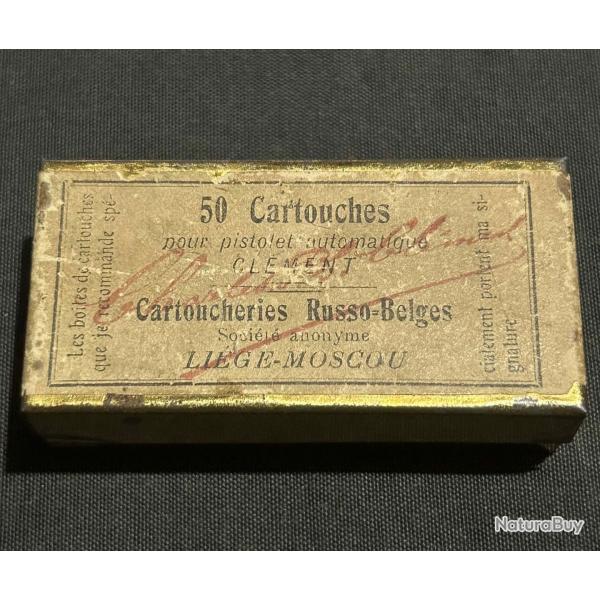 Les boites de cartouches
que je recommande spé-
50 Cartouches
pour pistolet automatique
CLEMENT
Cartoucheries Russo-Belges
Société anonyme
LIEGE-MOSCOU
cialement portent ma si-
gnature
NaturaBuy